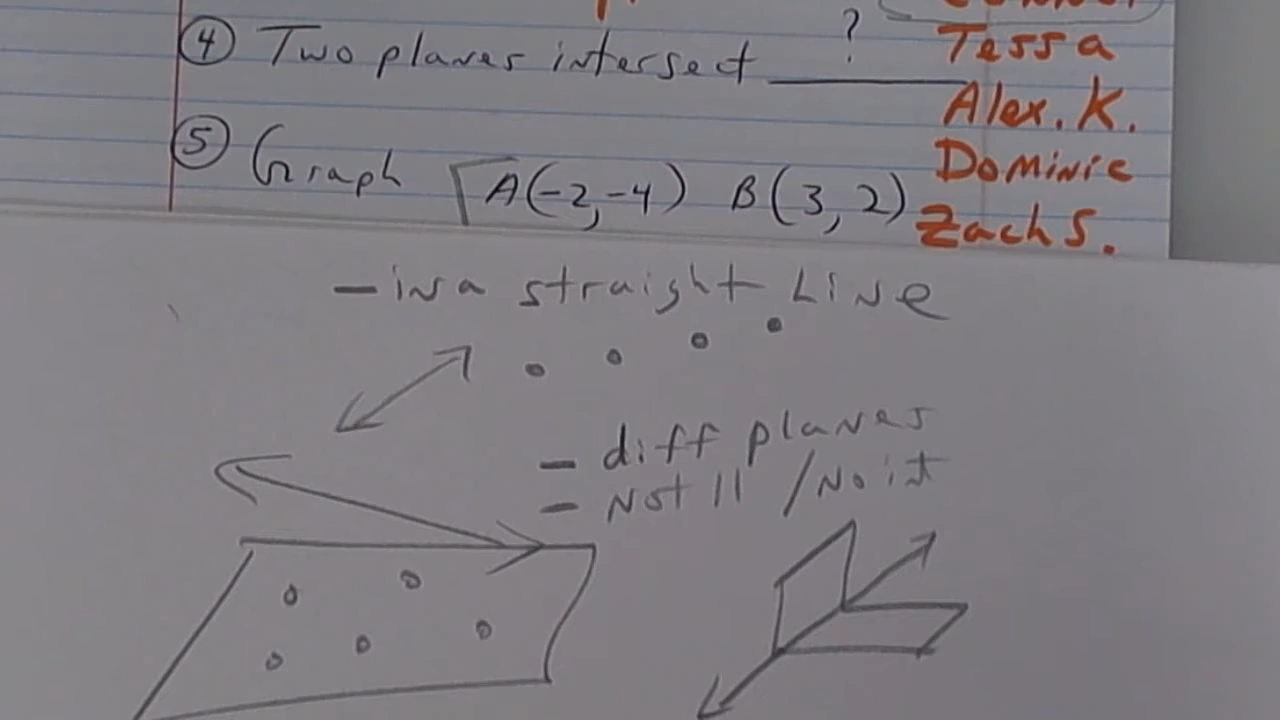 ④ Two planes intersect ?
Tessa
Alex. K.
⑤ Graph A(-2,-4) B(3,2)
Dominic
Zach S.
- in a straight Line
- diff planes
- Not || / No int